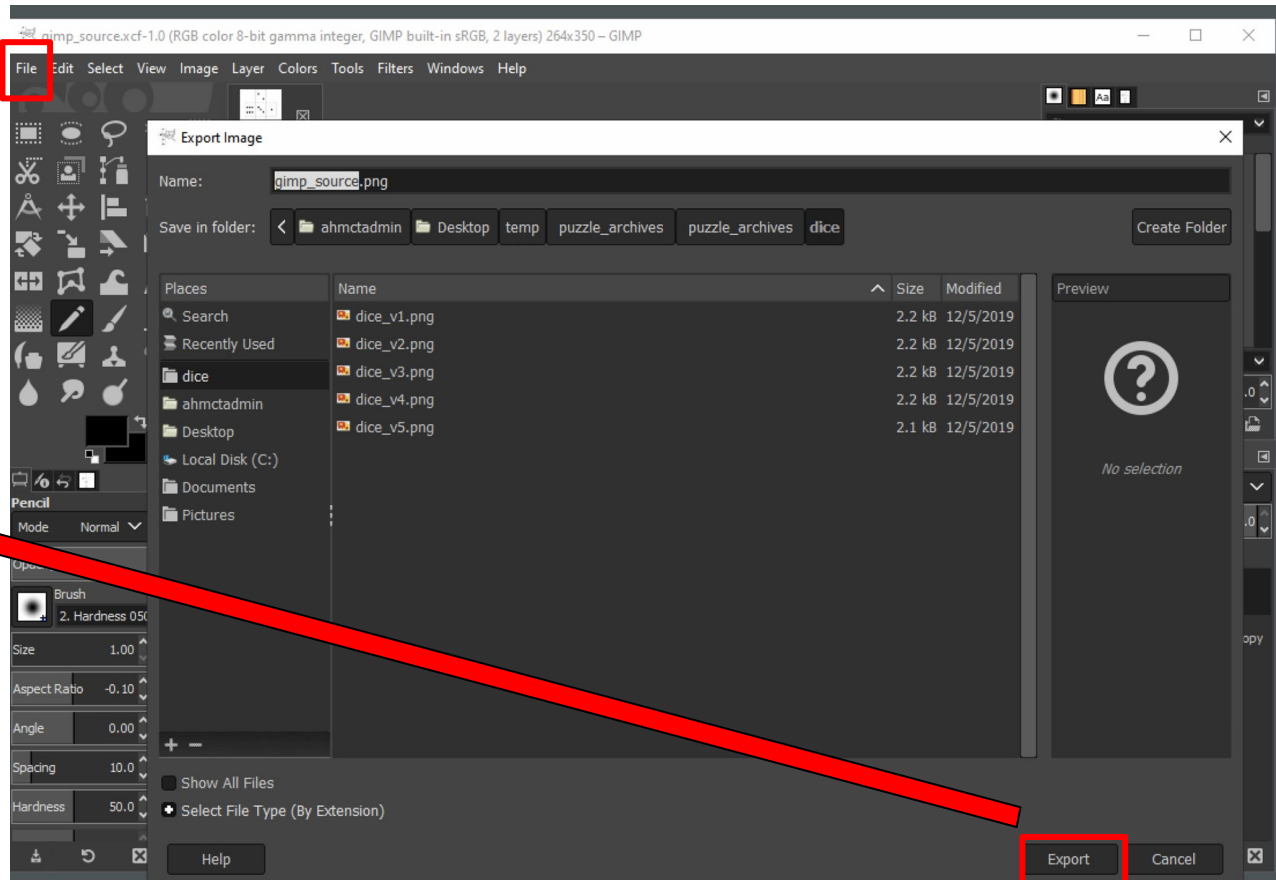 gimp_source.xcf-1.0 (RGB color 8-bit gamma integer, GIMP built-in sRGB, 2 layers) 264x350 – GIMP
File Edit Select View Image Layer Colors Tools Filters Windows Help
Aa
Export Image
Name: gimp_source.png
Save in folder: ahmctadmin Desktop temp puzzle_archives puzzle_archives dice Create Folder
Places Name Size Modified Preview
Search dice_v1.png 2.2 kB 12/5/2019
Recently Used dice_v2.png 2.2 kB 12/5/2019
dice dice_v3.png 2.2 kB 12/5/2019
ahmctadmin dice_v4.png 2.2 kB 12/5/2019
Desktop dice_v5.png 2.1 kB 12/5/2019
Local Disk (C:)
No selection
Documents
Pictures
Pencil
Mode Normal
Brush
2. Hardness 050
Size 1.00
Aspect Ratio -0.10
Angle 0.00
Spacing 10.0
Show All Files
Hardness 50.0
Select File Type (By Extension)
Help Export Cancel